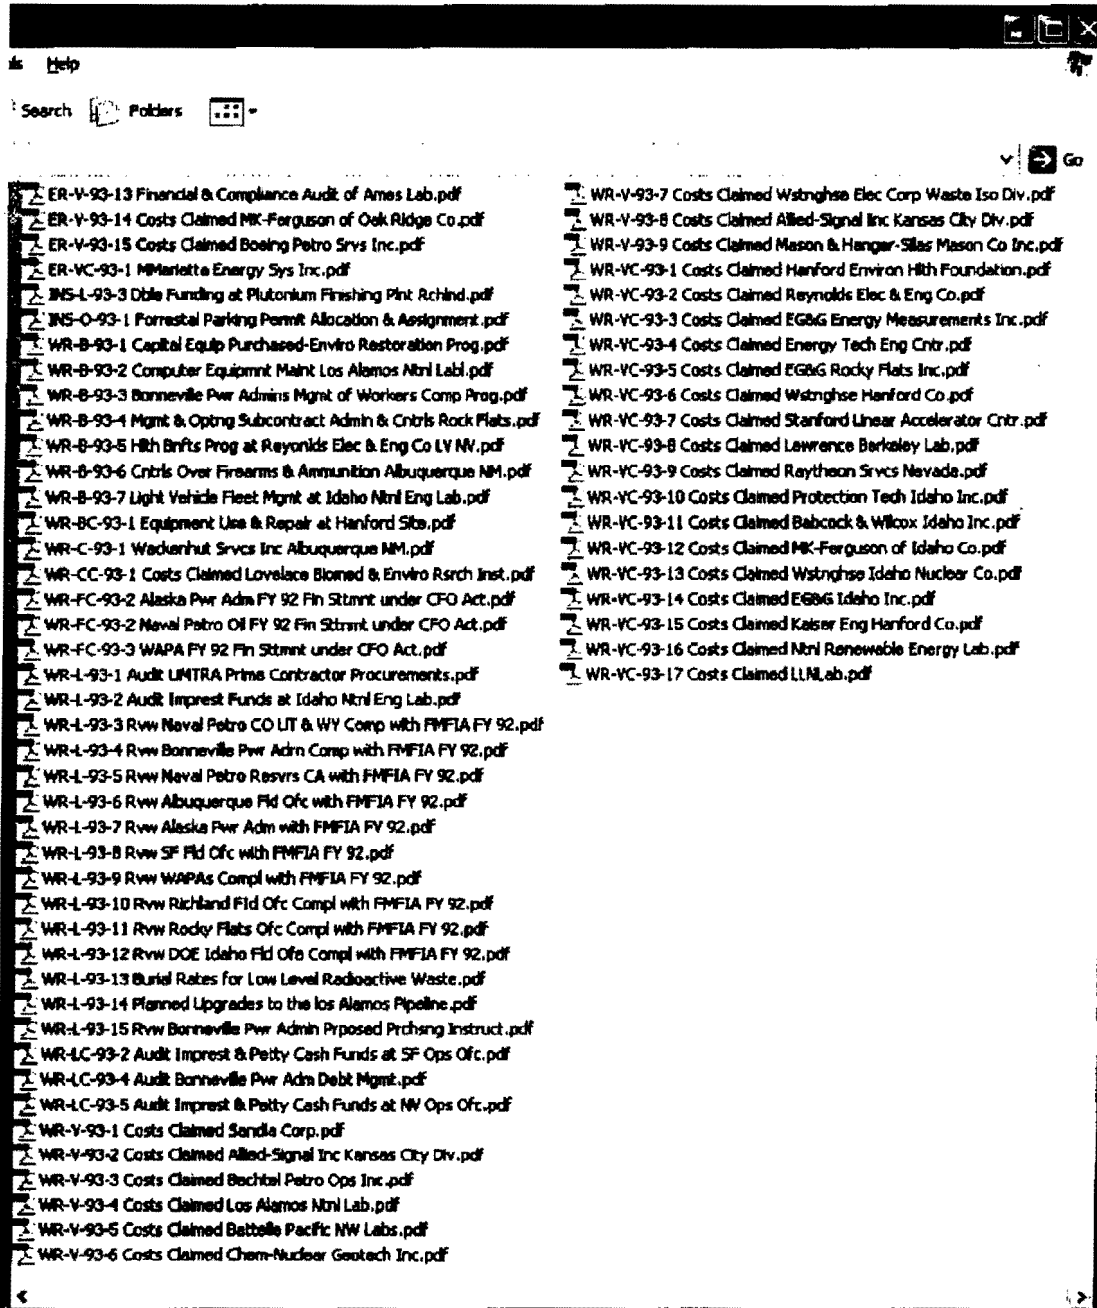 Help
Search
Folders
Go
ER-V-93-13 Financial & Compliance Audit of Ames Lab.pdf
ER-V-93-14 Costs Claimed MK-Ferguson of Oak Ridge Co.pdf
ER-V-93-15 Costs Claimed Boeing Petro Srvs Inc.pdf
ER-VC-93-1 MMarietta Energy Sys Inc.pdf
INS-L-93-3 Dble Funding at Plutonium Finishing Plnt Rchlnd.pdf
INS-O-93-1 Forrestal Parking Permit Allocation & Assignment.pdf
WR-B-93-1 Capital Equip Purchased-Enviro Restoration Prog.pdf
WR-B-93-2 Computer Equipmnt Maint Los Alamos Ntnl Labl.pdf
WR-B-93-3 Bonneville Pwr Admins Mgnt of Workers Comp Prog.pdf
WR-B-93-4 Mgmt & Optng Subcontract Admin & Cntrls Rock Flats.pdf
WR-B-93-5 Hlth Bnfts Prog at Reyonlds Elec & Eng Co LV NV.pdf
WR-B-93-6 Cntrls Over Firearms & Ammunition Albuquerque NM.pdf
WR-B-93-7 Light Vehicle Fleet Mgmt at Idaho Ntnl Eng Lab.pdf
WR-BC-93-1 Equipment Use & Repair at Hanford Site.pdf
WR-C-93-1 Wackenhut Srvcs Inc Albuquerque NM.pdf
WR-CC-93-1 Costs Claimed Lovelace Biomed & Enviro Rsrch Inst.pdf
WR-FC-93-2 Alaska Pwr Adm FY 92 Fin Sttmnt under CFO Act.pdf
WR-FC-93-2 Naval Petro Oil FY 92 Fin Sttmnt under CFO Act.pdf
WR-FC-93-3 WAPA FY 92 Fin Sttmnt under CFO Act.pdf
WR-L-93-1 Audit UMTRA Prime Contractor Procurements.pdf
WR-L-93-2 Audit Imprest Funds at Idaho Ntnl Eng Lab.pdf
WR-L-93-3 Rvw Naval Petro CO UT & WY Comp with FMFIA FY 92.pdf
WR-L-93-4 Rvw Bonneville Pwr Adm Comp with FMFIA FY 92.pdf
WR-L-93-5 Rvw Naval Petro Resvrs CA with FMFIA FY 92.pdf
WR-L-93-6 Rvw Albuquerque Fld Ofc with FMFIA FY 92.pdf
WR-L-93-7 Rvw Alaska Pwr Adm with FMFIA FY 92.pdf
WR-L-93-8 Rvw SF Fld Ofc with FMFIA FY 92.pdf
WR-L-93-9 Rvw WAPAs Compl with FMFIA FY 92.pdf
WR-L-93-10 Rvw Richland Fld Ofc Compl with FMFIA FY 92.pdf
WR-L-93-11 Rvw Rocky Flats Ofc Compl with FMFIA FY 92.pdf
WR-L-93-12 Rvw DOE Idaho Fld Ofe Compl with FMFIA FY 92.pdf
WR-L-93-13 Burial Rates for Low Level Radioactive Waste.pdf
WR-L-93-14 Planned Upgrades to the los Alamos Pipeline.pdf
WR-L-93-15 Rvw Bonneville Pwr Admin Prposed Prchsng Instruct.pdf
WR-LC-93-2 Audit Imprest & Petty Cash Funds at SF Ops Ofc.pdf
WR-LC-93-4 Audit Bonneville Pwr Adm Debt Mgmt.pdf
WR-LC-93-5 Audit Imprest & Petty Cash Funds at NV Ops Ofc.pdf
WR-V-93-1 Costs Claimed Sandia Corp.pdf
WR-V-93-2 Costs Claimed Allied-Signal Inc Kansas City Div.pdf
WR-V-93-3 Costs Claimed Bechtel Petro Ops Inc.pdf
WR-V-93-4 Costs Claimed Los Alamos Ntnl Lab.pdf
WR-V-93-5 Costs Claimed Battelle Pacific NW Labs.pdf
WR-V-93-6 Costs Claimed Chem-Nuclear Geotech Inc.pdf
WR-V-93-7 Costs Claimed Wstnghse Elec Corp Waste Iso Div.pdf
WR-V-93-8 Costs Claimed Allied-Signal Inc Kansas City Div.pdf
WR-V-93-9 Costs Claimed Mason & Hanger-Silas Mason Co Inc.pdf
WR-VC-93-1 Costs Claimed Hanford Environ Hlth Foundation.pdf
WR-VC-93-2 Costs Claimed Reynolds Elec & Eng Co.pdf
WR-VC-93-3 Costs Claimed EG&G Energy Measurements Inc.pdf
WR-VC-93-4 Costs Claimed Energy Tech Eng Cntr.pdf
WR-VC-93-5 Costs Claimed EG&G Rocky Flats Inc.pdf
WR-VC-93-6 Costs Claimed Wstnghse Hanford Co.pdf
WR-VC-93-7 Costs Claimed Stanford Linear Accelerator Cntr.pdf
WR-VC-93-8 Costs Claimed Lawrence Berkeley Lab.pdf
WR-VC-93-9 Costs Claimed Raytheon Srvcs Nevada.pdf
WR-VC-93-10 Costs Claimed Protection Tech Idaho Inc.pdf
WR-VC-93-11 Costs Claimed Babcock & Wilcox Idaho Inc.pdf
WR-VC-93-12 Costs Claimed MK-Ferguson of Idaho Co.pdf
WR-VC-93-13 Costs Claimed Wstnghse Idaho Nuclear Co.pdf
WR-VC-93-14 Costs Claimed EG&G Idaho Inc.pdf
WR-VC-93-15 Costs Claimed Kaiser Eng Hanford Co.pdf
WR-VC-93-16 Costs Claimed Ntnl Renewable Energy Lab.pdf
WR-VC-93-17 Costs Claimed LLNLab.pdf